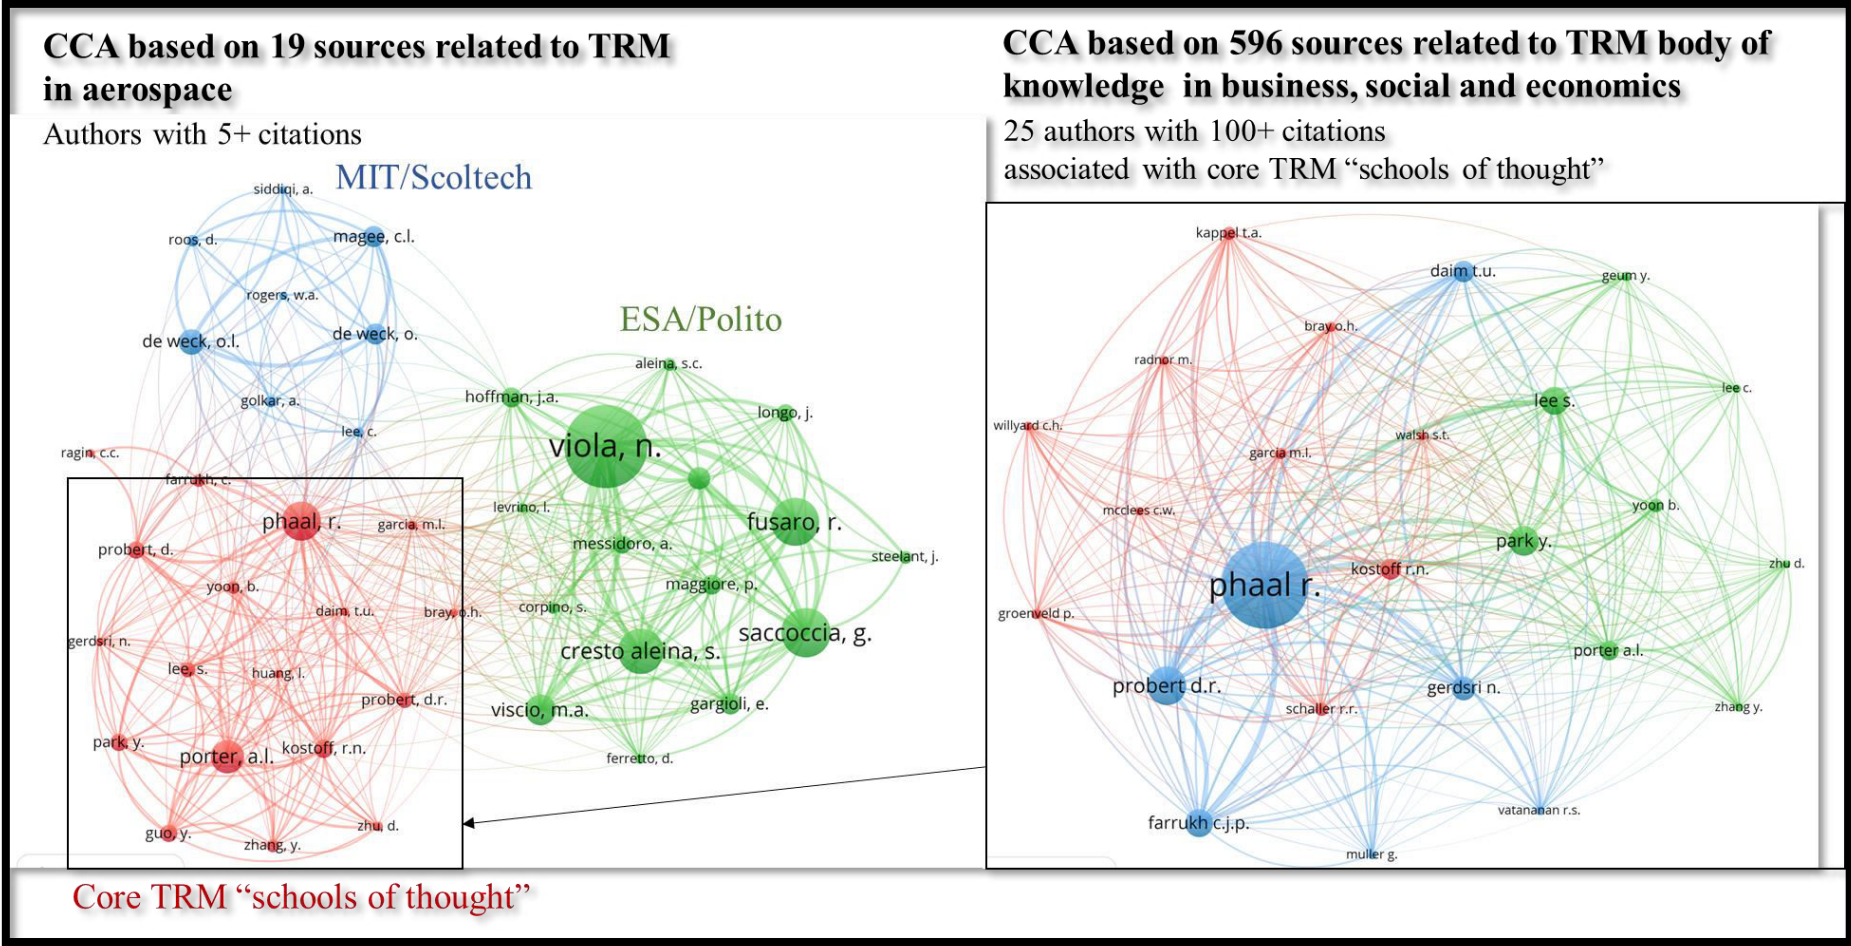 CCA based on 19 sources related to TRM
in aerospace
Authors with 5+ citations
MIT/Scoltech
siddiqi, a.
roos, d.
magee, c.l.
rogers, w.a.
de weck, o.l.
de weck, o.
golkar, a.
lee, c.
ESA/Polito
aleina, s.c.
hoffman, j.a.
longo, j.
viola, n.
levrino, l.
fusaro, r.
messidoro, a.
steelant, j.
maggiore, p.
corpino, s.
saccoccia, g.
cresto aleina, s.
viscio, m.a.
gargioli, e.
ferretto, d.
ragin, c.c.
farrukh, c.
phaal, r.
garcia, m.l.
probert, d.
yoon, b.
daim, t.u.
bray, o.h.
gerdsri, n.
lee, s.
huang, l.
probert, d.r.
park, y.
porter, a.l.
kostoff, r.n.
guo, y.
zhang, y.
zhu, d.
Core TRM “schools of thought”
CCA based on 596 sources related to TRM body of
knowledge in business, social and economics
25 authors with 100+ citations
associated with core TRM “schools of thought”
kappel t.a.
daim t.u.
geum y.
bray o.h.
radnor m.
lee c.
lee s.
willyard c.h.
walsh s.t.
garcia m.l.
yoon b.
mcclees c.w.
park y.
zhu d.
kostoff r.n.
phaal r.
groenveld p.
porter a.l.
probert d.r.
gerdsri n.
schaller r.r.
zhang y.
vatananan r.s.
farrukh c.j.p.
muller g.